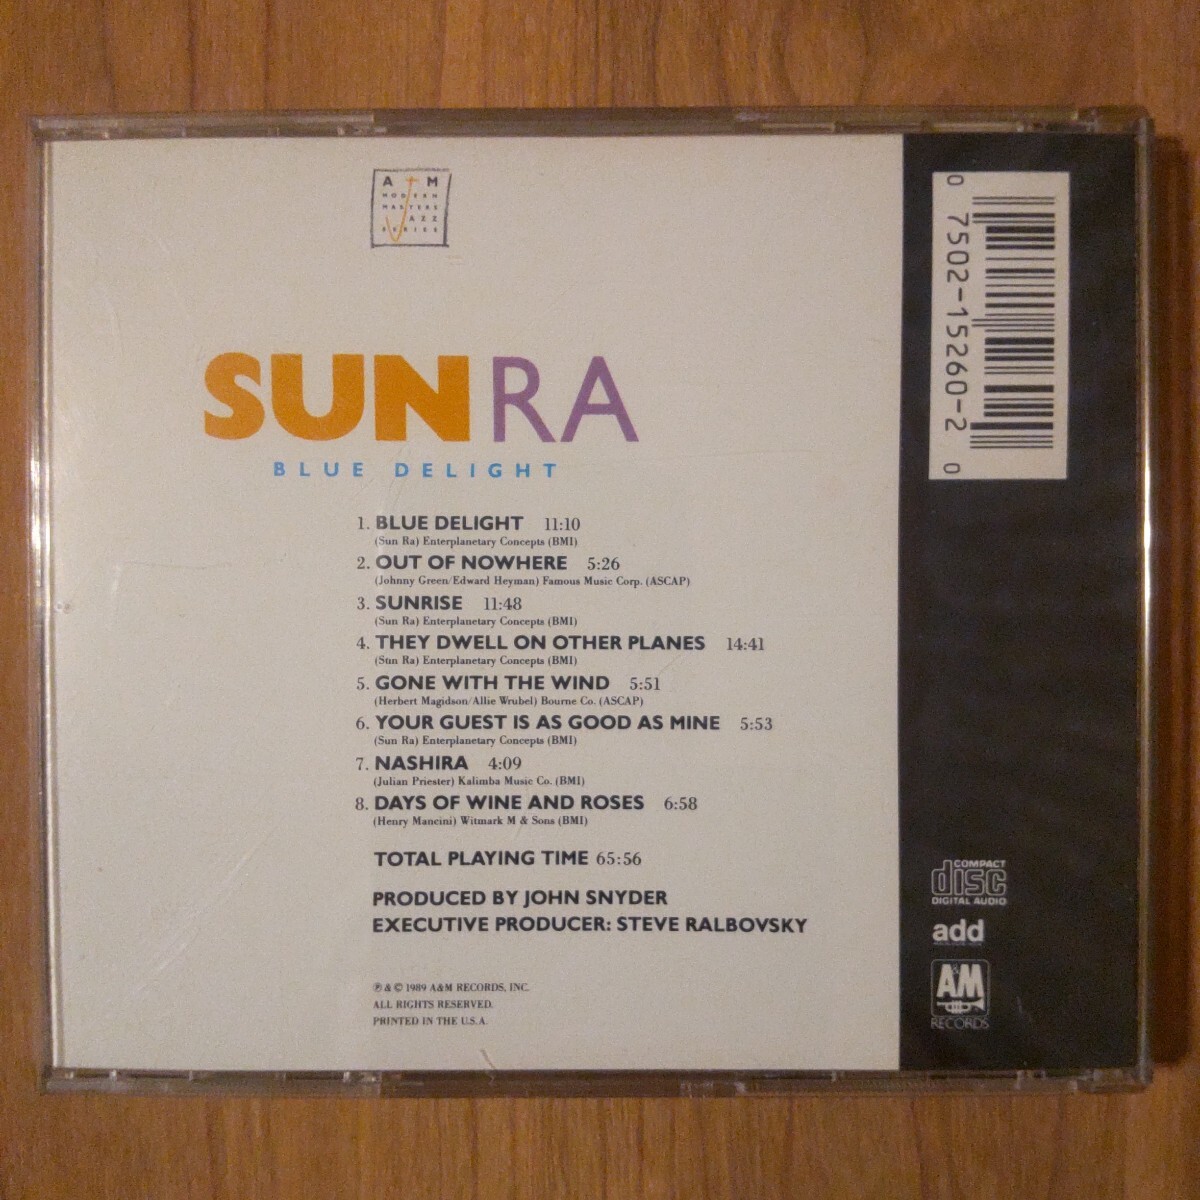 A+M
MODERN
MASTERS
JAZZ
SERIES
SUN RA
BLUE DELIGHT
1. BLUE DELIGHT 11:10
(Sun Ra) Enterplanetary Concepts (BMI)
2. OUT OF NOWHERE 5:26
(Johnny Green/Edward Heyman) Famous Music Corp. (ASCAP)
3. SUNRISE 11:48
(Sun Ra) Enterplanetary Concepts (BMI)
4. THEY DWELL ON OTHER PLANES 14:41
(Sun Ra) Enterplanetary Concepts (BMI)
5. GONE WITH THE WIND 5:51
(Herbert Magidson/Allie Wrubel) Bourne Co. (ASCAP)
6. YOUR GUEST IS AS GOOD AS MINE 5:53
(Sun Ra) Enterplanetary Concepts (BMI)
7. NASHIRA 4:09
(Julian Priester) Kalimba Music Co. (BMI)
8. DAYS OF WINE AND ROSES 6:58
(Henry Mancini) Witmark M & Sons (BMI)
TOTAL PLAYING TIME 65:56
PRODUCED BY JOHN SNYDER
EXECUTIVE PRODUCER: STEVE RALBOVSKY
℗ & © 1989 A&M RECORDS, INC.
ALL RIGHTS RESERVED.
PRINTED IN THE U.S.A.
0 7502-15260-2 0
COMPACT
disc
DIGITAL AUDIO
add
A&M
RECORDS